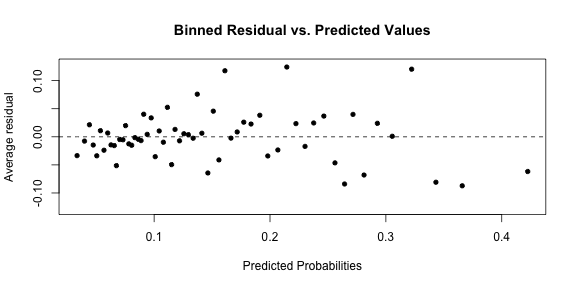 Binned Residual vs. Predicted Values
Average residual
0.10
0.00
-0.10
0.1 0.2 0.3 0.4
Predicted Probabilities